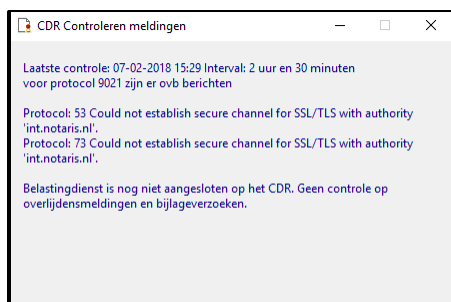 CDR Controleren meldingen
Laatste controle: 07-02-2018 15:29 Interval: 2 uur en 30 minuten
voor protocol 9021 zijn er ovb berichten
Protocol: 53 Could not establish secure channel for SSL/TLS with authority
'int.notaris.nl'.
Protocol: 73 Could not establish secure channel for SSL/TLS with authority
'int.notaris.nl'.
Belastingdienst is nog niet aangesloten op het CDR. Geen controle op
overlijdensmeldingen en bijlageverzoeken.